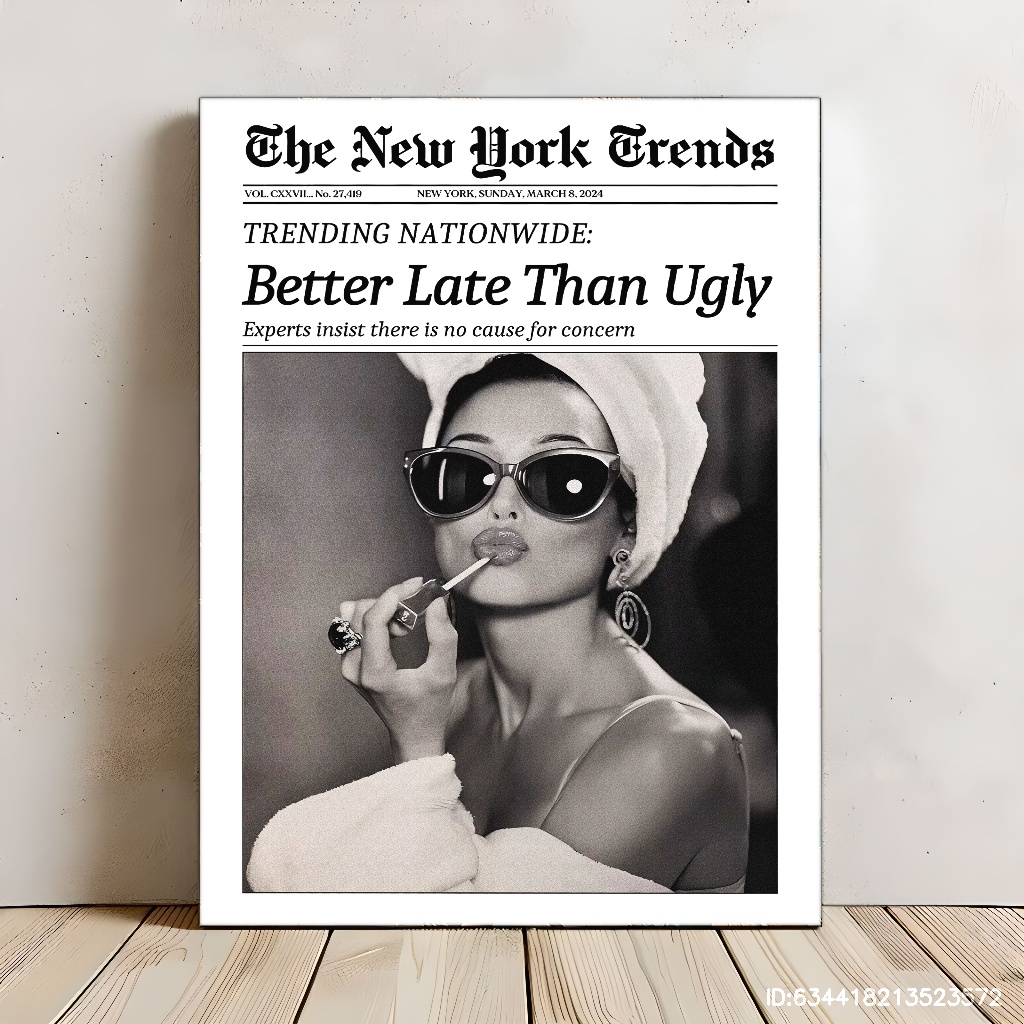 The New York Trends
VOL. CXXVII... No. 27,419 NEW YORK, SUNDAY, MARCH 8, 2024
TRENDING NATIONWIDE:
Better Late Than Ugly
Experts insist there is no cause for concern
ID:634418213523572